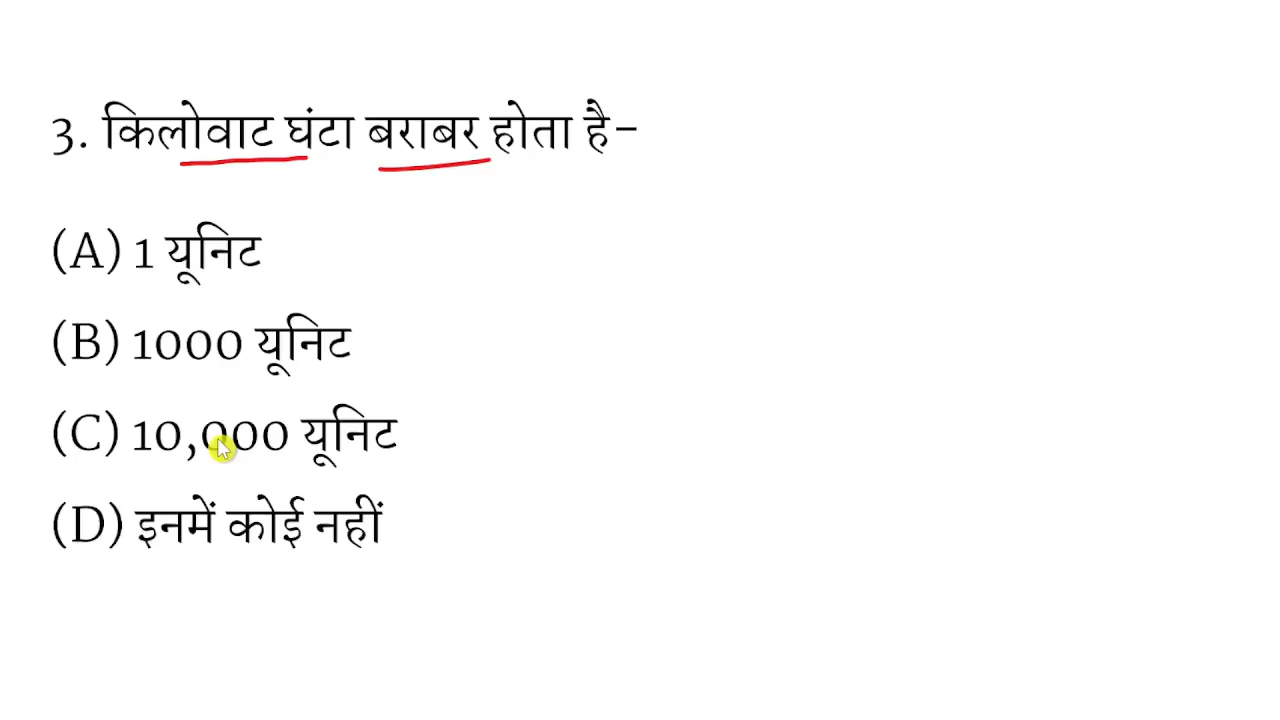 3. किलोवाट घंटा बराबर होता है-
(A) 1 यूनिट
(B) 1000 यूनिट
(C) 10,000 यूनिट
(D) इनमें कोई नहीं